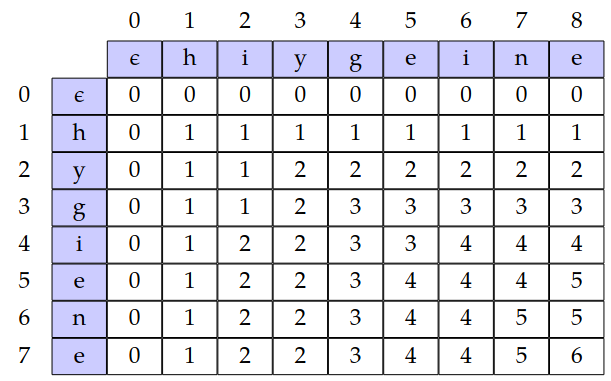 0 1 2 3 4 5 6 7 8
ϵ h i y g e i n e
0 ϵ 0 0 0 0 0 0 0 0 0
1 h 0 1 1 1 1 1 1 1 1
2 y 0 1 1 2 2 2 2 2 2
3 g 0 1 1 2 3 3 3 3 3
4 i 0 1 2 2 3 3 4 4 4
5 e 0 1 2 2 3 4 4 4 5
6 n 0 1 2 2 3 4 4 5 5
7 e 0 1 2 2 3 4 4 5 6